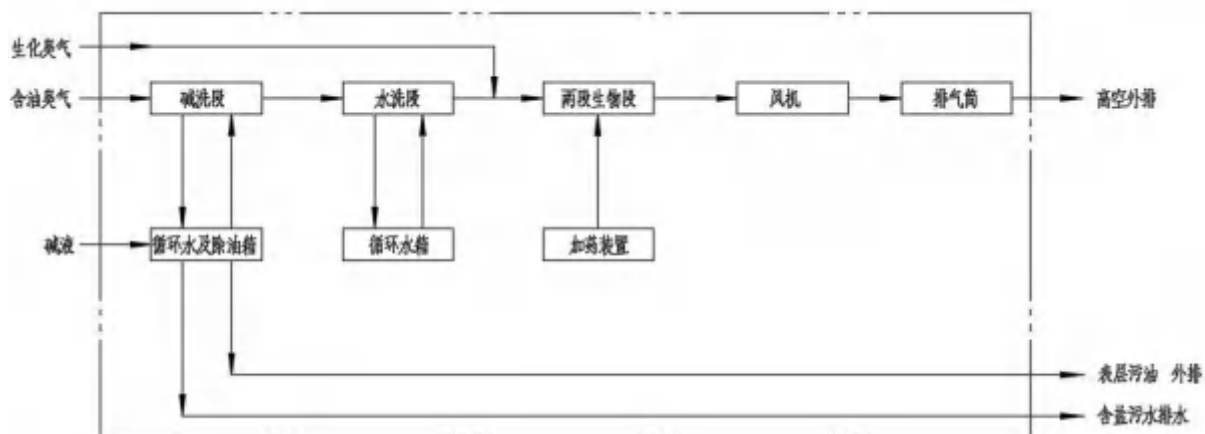 生化臭气
含油臭气
碱洗段
水洗段
两段生物段
风机
排气筒
高空外排
碱液
循环水及除油箱
循环水箱
加药装置
表层污油 外排
含盐污水排水